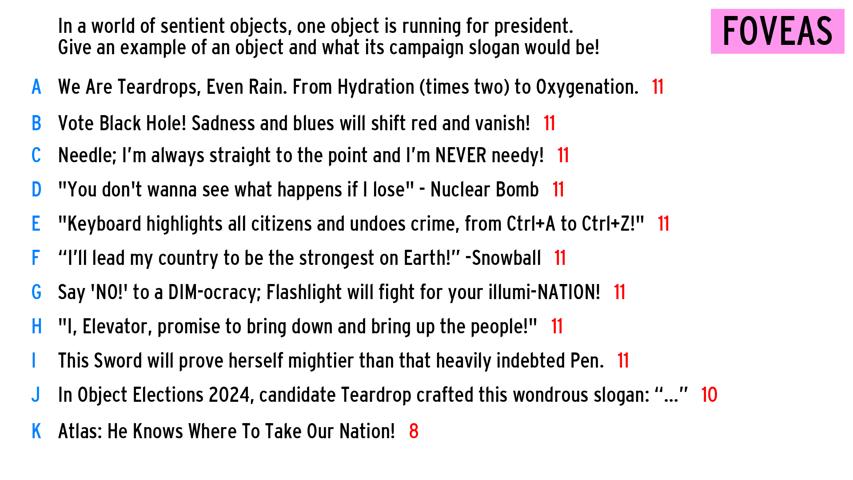 In a world of sentient objects, one object is running for president.
Give an example of an object and what its campaign slogan would be!
FOVEAS
A We Are Teardrops, Even Rain. From Hydration (times two) to Oxygenation. 11
B Vote Black Hole! Sadness and blues will shift red and vanish! 11
C Needle; I'm always straight to the point and I'm NEVER needy! 11
D "You don't wanna see what happens if I lose" - Nuclear Bomb 11
E "Keyboard highlights all citizens and undoes crime, from Ctrl+A to Ctrl+Z!" 11
F “I'll lead my country to be the strongest on Earth!” -Snowball 11
G Say 'NO!' to a DIM-ocracy; Flashlight will fight for your illumi-NATION! 11
H "I, Elevator, promise to bring down and bring up the people!" 11
I This Sword will prove herself mightier than that heavily indebted Pen. 11
J In Object Elections 2024, candidate Teardrop crafted this wondrous slogan: “...” 10
K Atlas: He Knows Where To Take Our Nation! 8